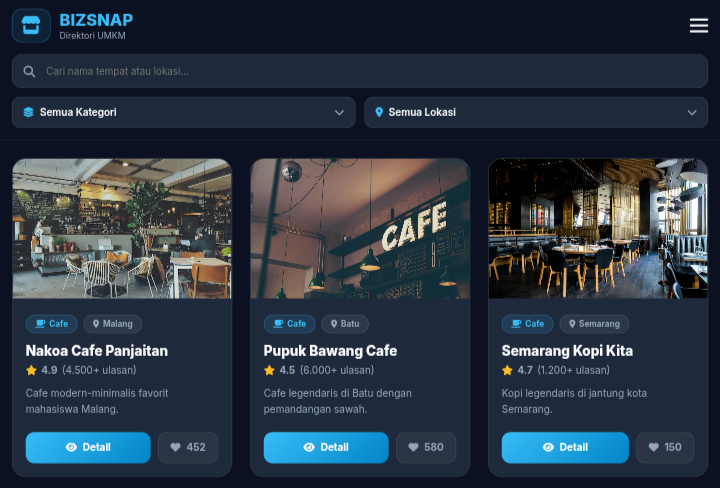 BIZSNAP
Direktori UMKM
Cari nama tempat atau lokasi...
Semua Kategori
Semua Lokasi
CAFE
Cafe Malang
Nakoa Cafe Panjaitan
4.9 (4.500+ ulasan)
Cafe modern-minimalis favorit
mahasiswa Malang.
Detail 452
Cafe Batu
Pupuk Bawang Cafe
4.5 (6.000+ ulasan)
Cafe legendaris di Batu dengan
pemandangan sawah.
Detail 580
Cafe Semarang
Semarang Kopi Kita
4.7 (1.200+ ulasan)
Kopi legendaris di jantung kota
Semarang.
Detail 150